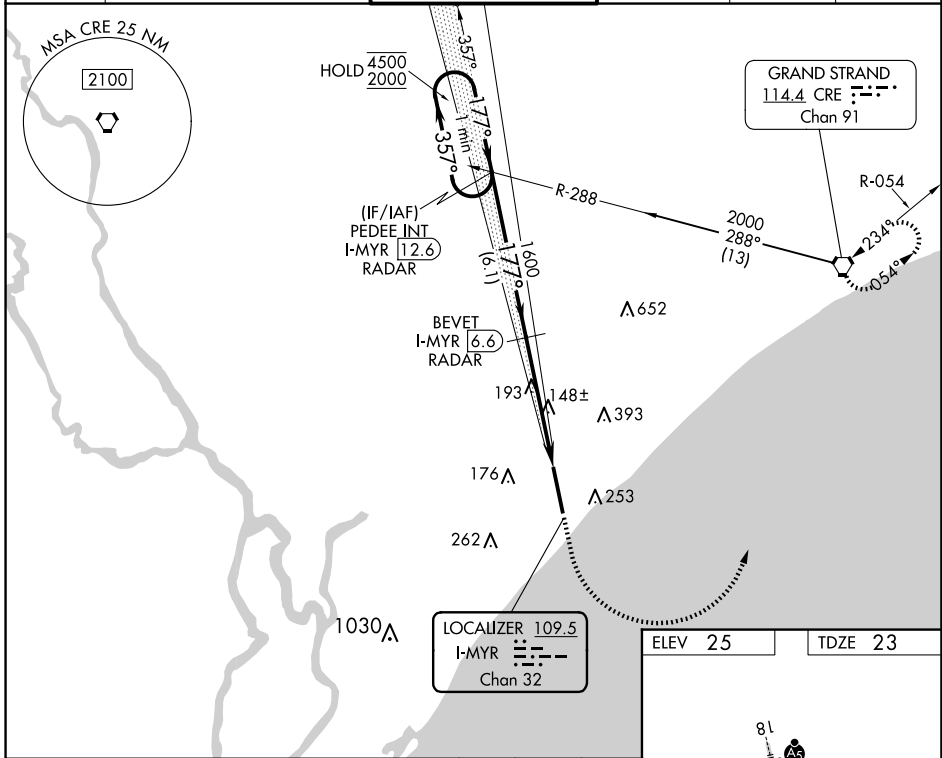 MSA CRE 25 NM
2100
HOLD 4500
2000
357°
177°
1 min
357°
GRAND STRAND
114.4 CRE
Chan 91
R-054
R-288
2000
288°
(13)
234°
054°
(IF/IAF)
PEDEE INT
I-MYR 12.6
RADAR
1600
177°
(6.1)
652
BEVET
I-MYR 6.6
RADAR
193
148±
393
176
253
262
1030
LOCALIZER 109.5
I-MYR
Chan 32
ELEV 25
TDZE 23
18
A5